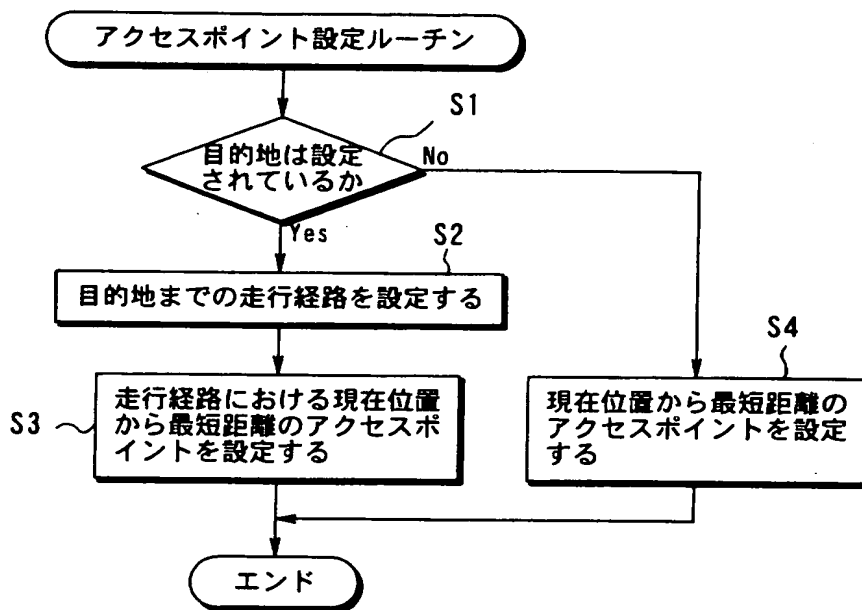 アクセスポイント設定ルーチン
S1
目的地は設定
されているか
No
Yes
S2
目的地までの走行経路を設定する
S4
S3
走行経路における現在位置
から最短距離のアクセスポ
イントを設定する
現在位置から最短距離の
アクセスポイントを設定
する
エンド